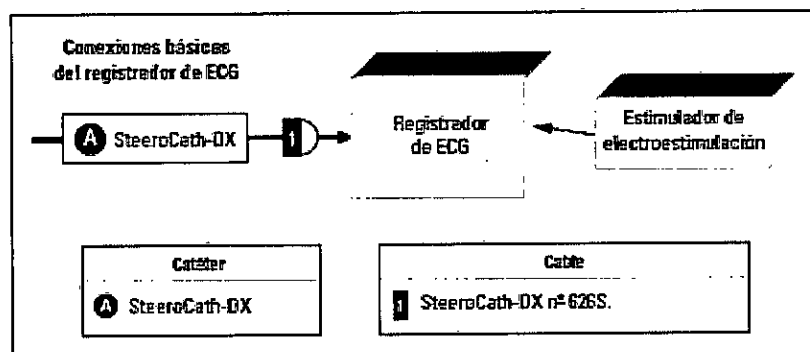 Conexiones básicas
del registrador de ECG
A SteeroCath-DX
1
Registrador
de ECG
Estimulador de
electroestimulación
Catéter
A SteeroCath-DX
Cable
1 SteeroCath-DX nº 626S.